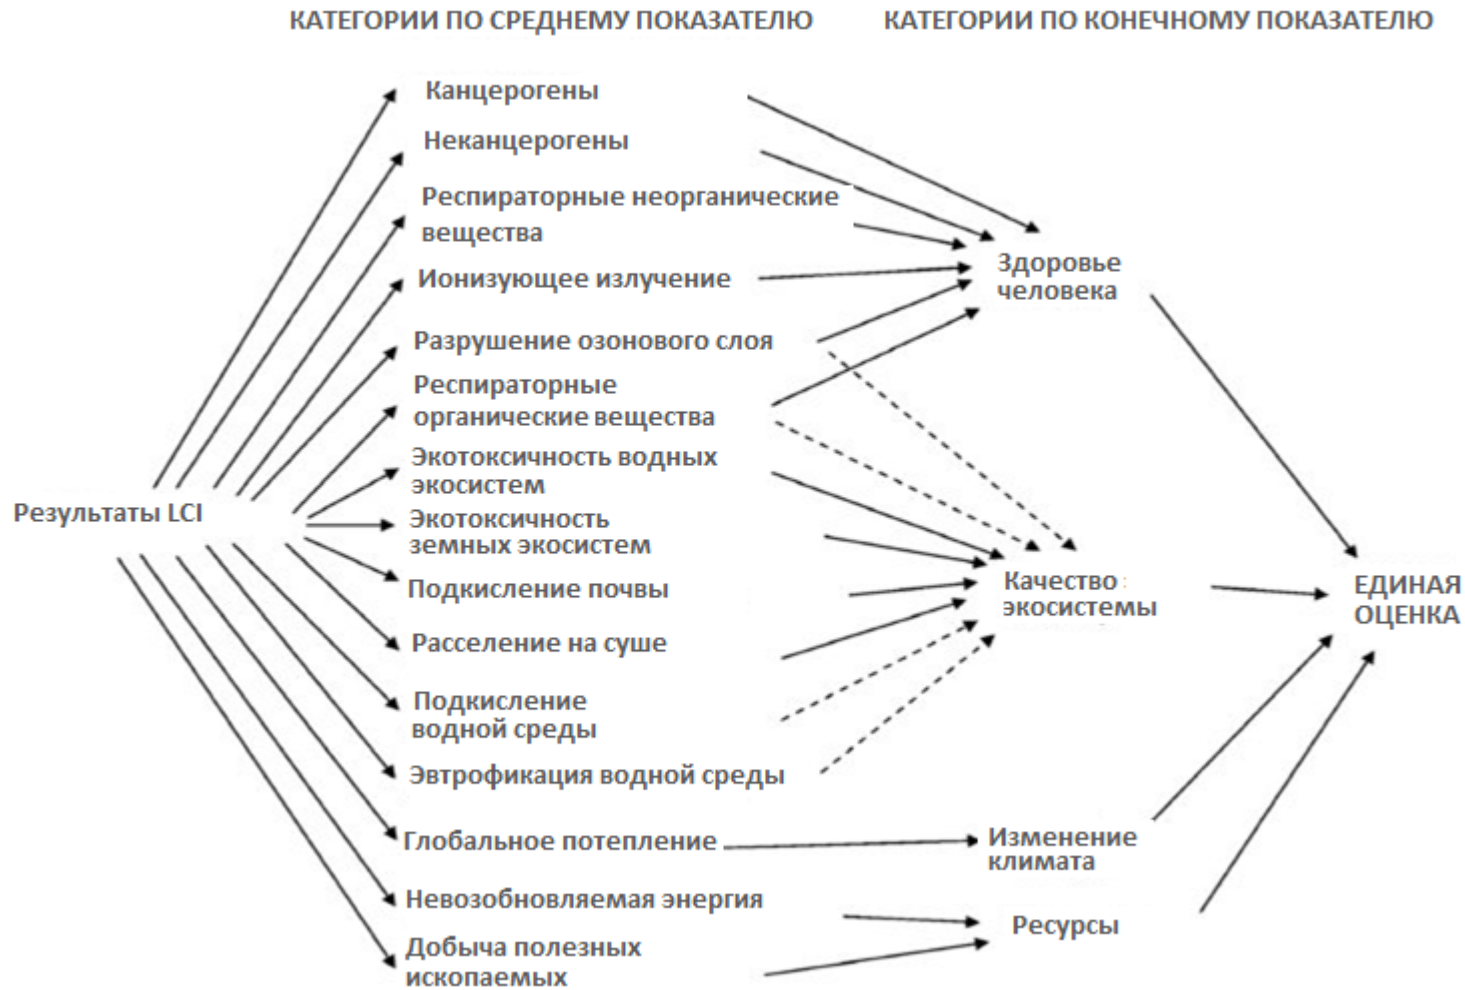 КАТЕГОРИИ ПО СРЕДНЕМУ ПОКАЗАТЕЛЮ
КАТЕГОРИИ ПО КОНЕЧНОМУ ПОКАЗАТЕЛЮ
Результаты LCI
Канцерогены
Неканцерогены
Респираторные неорганические
вещества
Ионизующее излучение
Разрушение озонового слоя
Респираторные
органические вещества
Экотоксичность водных
экосистем
Экотоксичность
земных экосистем
Подкисление почвы
Расселение на суше
Подкисление
водной среды
Эвтрофикация водной среды
Глобальное потепление
Невозобновляемая энергия
Добыча полезных
ископаемых
Здоровье
человека
Качество
экосистемы
Изменение
климата
Ресурсы
ЕДИНАЯ
ОЦЕНКА